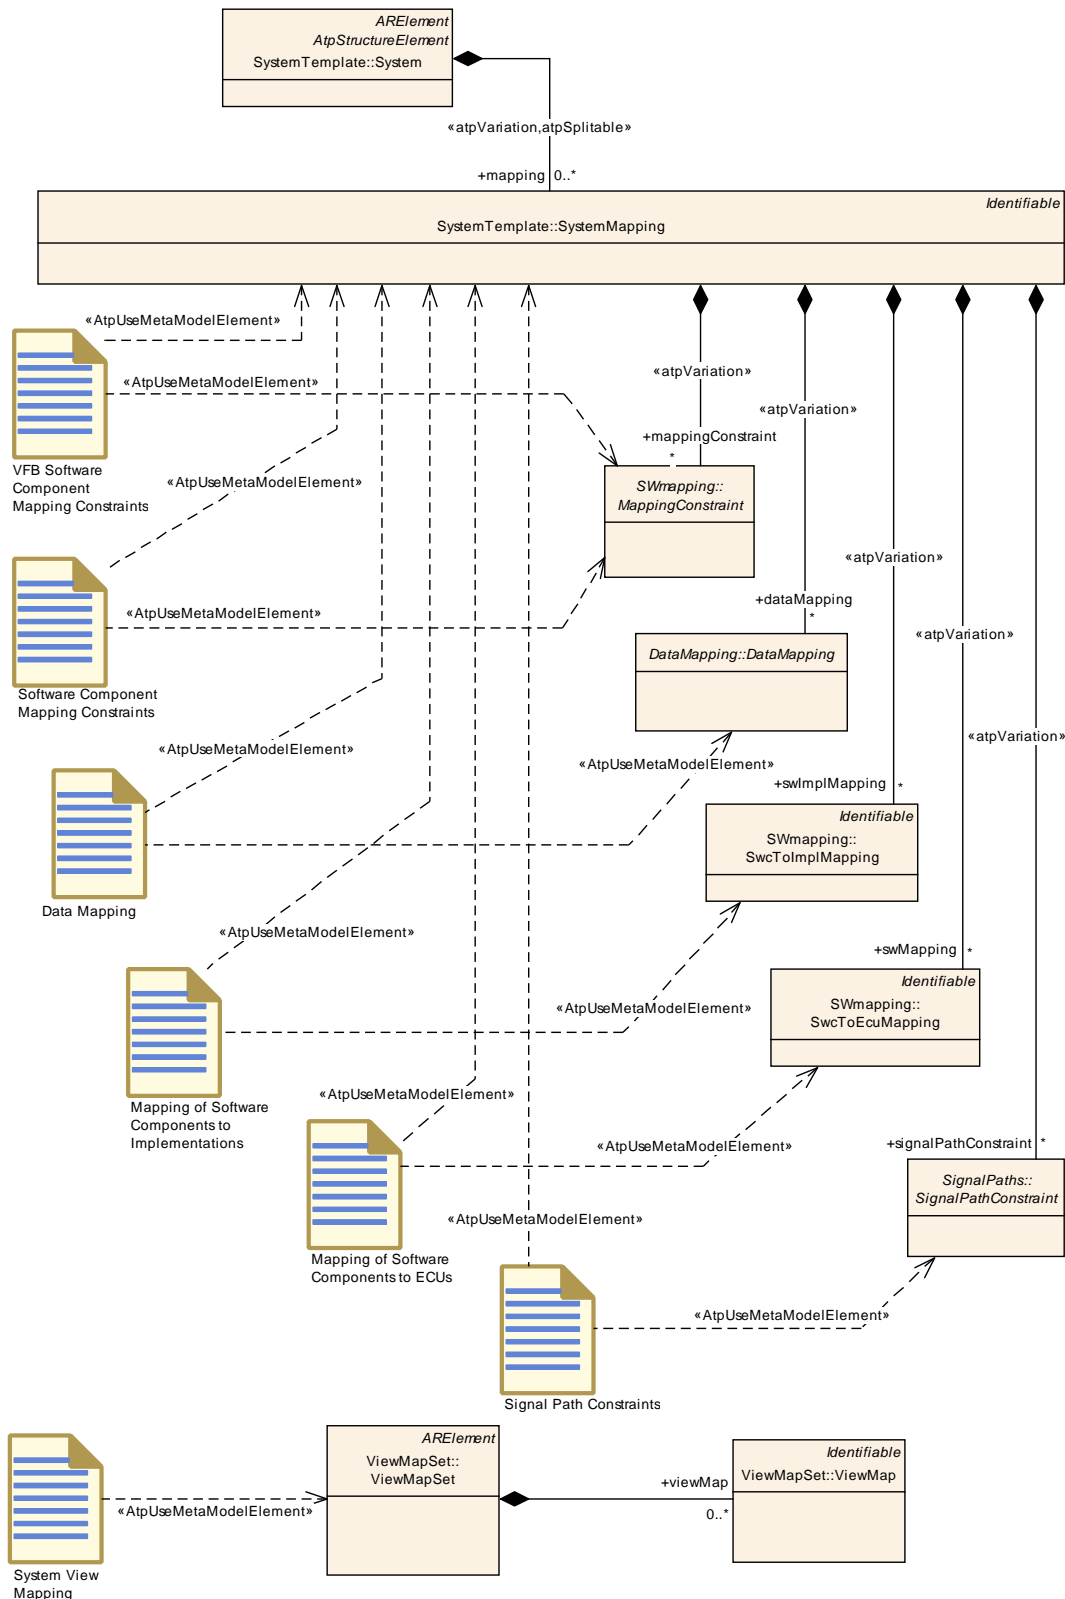 ARElement
AtpStructureElement
SystemTemplate::System
«atpVariation,atpSplitable»
+mapping 0..*
Identifiable
SystemTemplate::SystemMapping
«AtpUseMetaModelElement»
«atpVariation»
«AtpUseMetaModelElement»
«atpVariation»
+mappingConstraint
*
VFB Software
Component
Mapping Constraints
«AtpUseMetaModelElement»
SWmapping::
MappingConstraint
«atpVariation»
+dataMapping
*
«AtpUseMetaModelElement»
«atpVariation»
DataMapping::DataMapping
Software Component
Mapping Constraints
«atpVariation»
«AtpUseMetaModelElement»
«AtpUseMetaModelElement»
+swImplMapping *
Identifiable
SWmapping::
SwcToImplMapping
Data Mapping
«AtpUseMetaModelElement»
+swMapping *
Identifiable
SWmapping::
SwcToEcuMapping
«AtpUseMetaModelElement»
«AtpUseMetaModelElement»
Mapping of Software
Components to
Implementations
«AtpUseMetaModelElement»
+signalPathConstraint *
SignalPaths::
SignalPathConstraint
«AtpUseMetaModelElement»
Mapping of Software
Components to ECUs
«AtpUseMetaModelElement»
Signal Path Constraints
ARElement
ViewMapSet::
ViewMapSet
Identifiable
ViewMapSet::ViewMap
+viewMap
0..*
«AtpUseMetaModelElement»
System View
Mapping